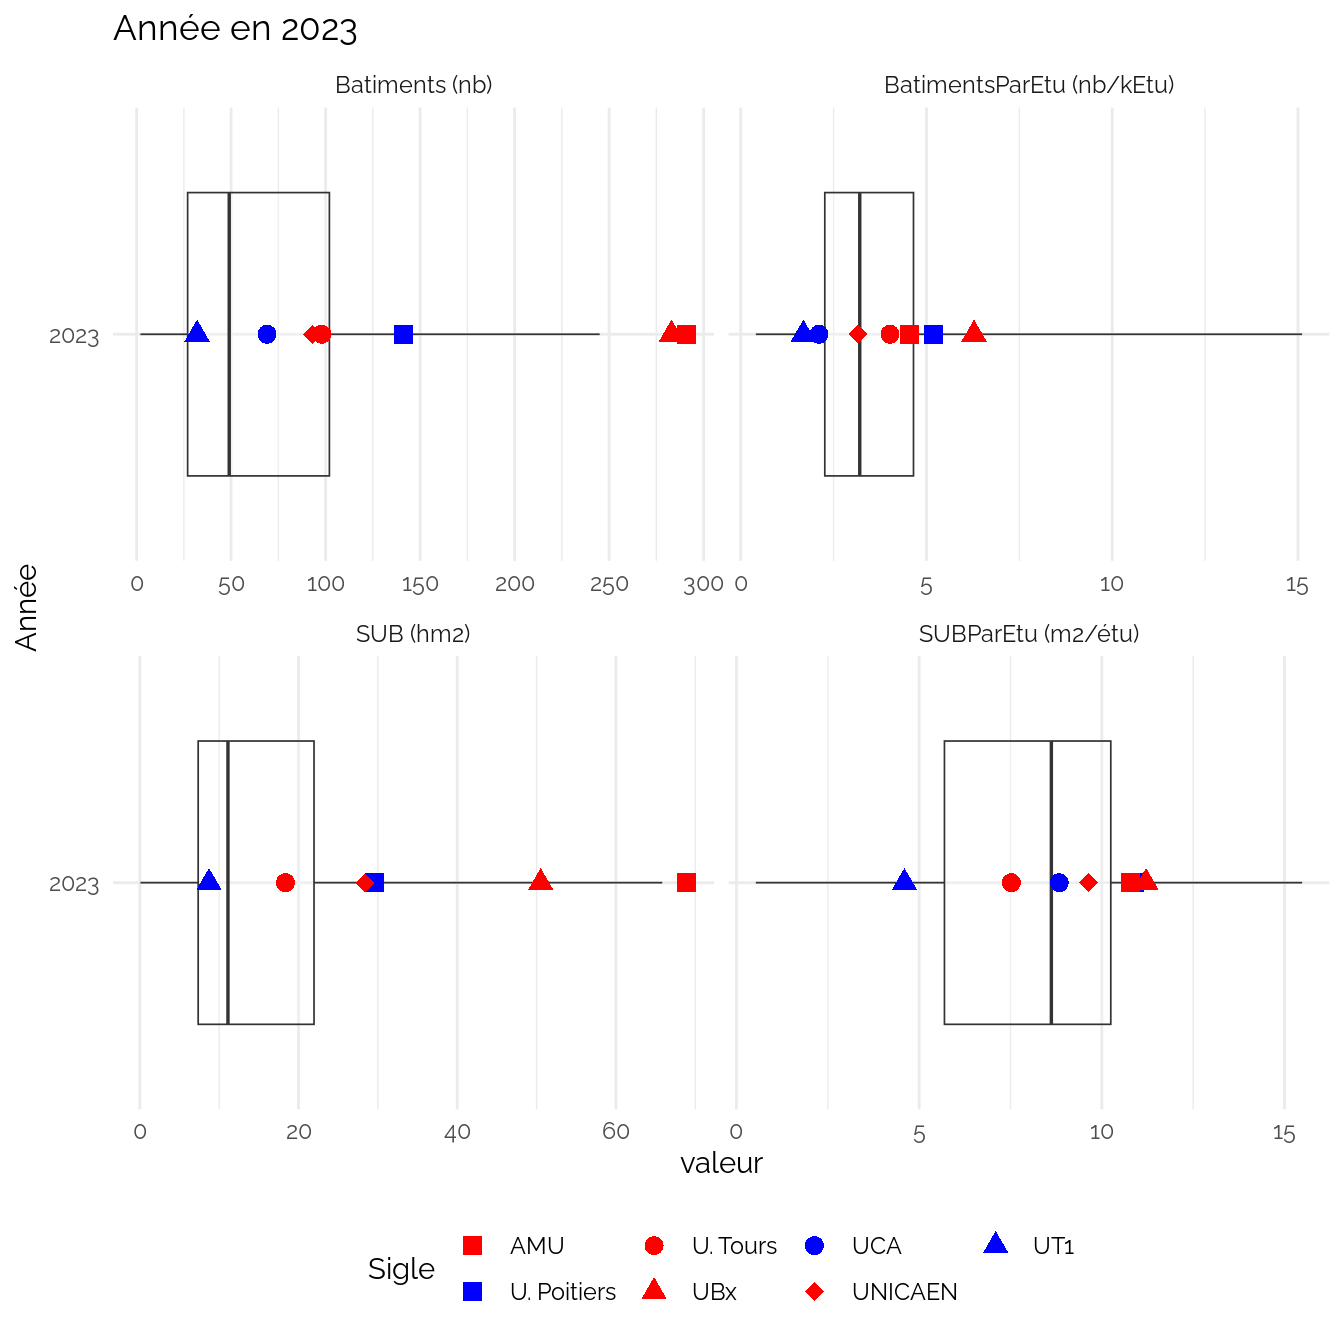 Année en 2023
Batiments (nb)
BatimentsParEtu (nb/kEtu)
2023
0 50 100 150 200 250 300
0 5 10 15
Année
SUB (hm2)
SUBParEtu (m2/étu)
2023
0 20 40 60
0 5 10 15
valeur
Sigle
AMU U. Tours UCA UT1
U. Poitiers UBx UNICAEN